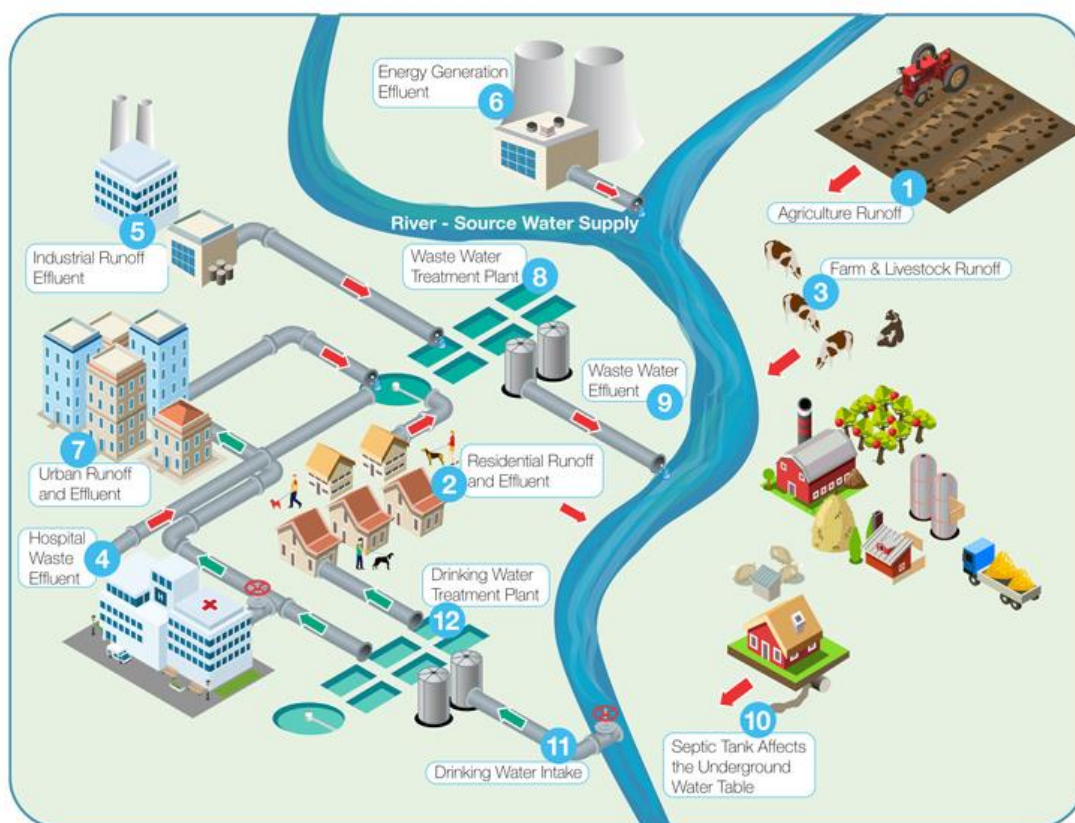 Energy Generation
Effluent
6
1
Agriculture Runoff
River - Source Water Supply
5
Industrial Runoff
Effluent
Waste Water
Treatment Plant
8
Farm & Livestock Runoff
3
Waste Water
Effluent
9
7
Urban Runoff
and Effluent
2
Residential Runoff
and Effluent
Hospital
Waste
Effluent
4
H
Drinking Water
Treatment Plant
12
11
Drinking Water Intake
10
Septic Tank Affects
the Underground
Water Table